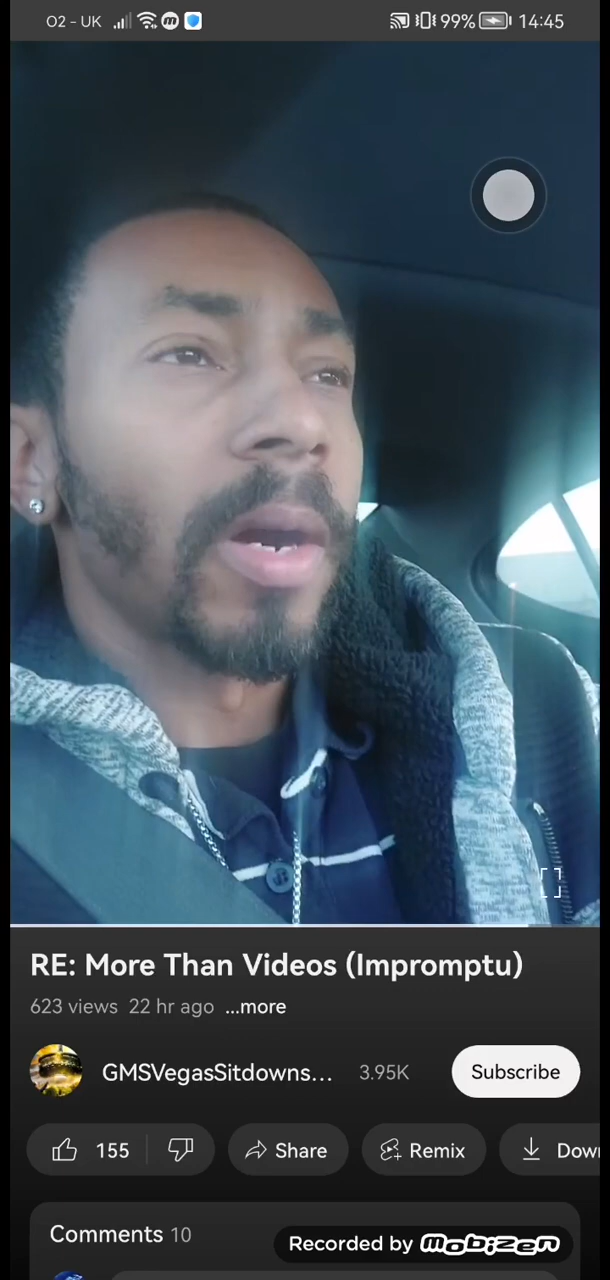 O2 - UK 99% 14:45
RE: More Than Videos (Impromptu)
623 views 22 hr ago ...more
GMSVegasSitdowns... 3.95K Subscribe
155 Share Remix Dow
Comments 10
Recorded by mobizen